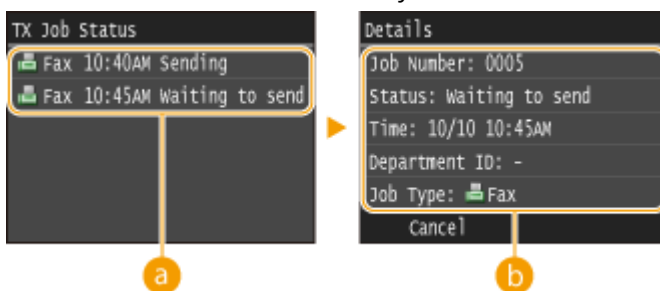 TX Job Status
Fax 10:40AM Sending
Fax 10:45AM Waiting to send
a
Details
Job Number: 0005
Status: Waiting to send
Time: 10/10 10:45AM
Department ID: -
Job Type: Fax
Cancel
b